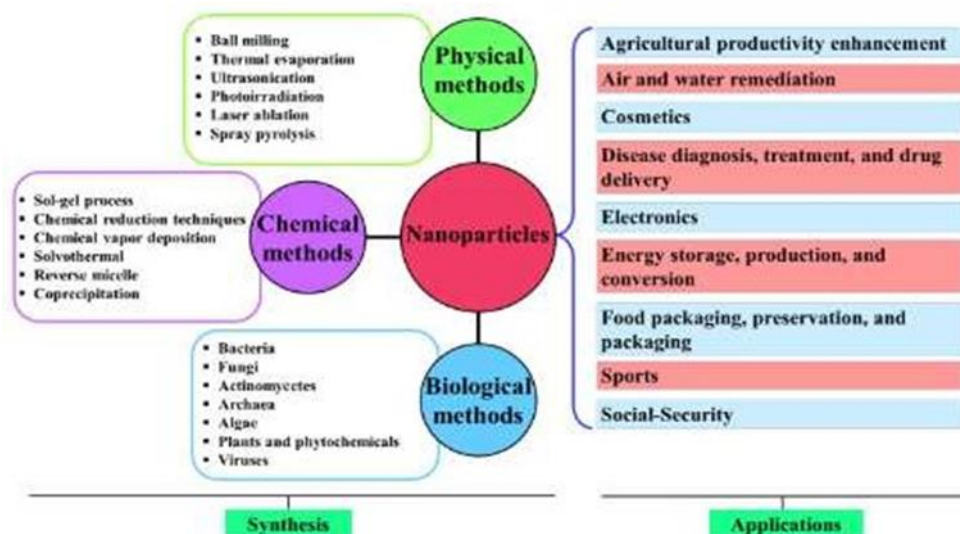 Ball milling
Thermal evaporation
Ultrasonication
Photoirradiation
Laser ablation
Spray pyrolysis
Physical
methods
Sol-gel process
Chemical reduction techniques
Chemical vapor deposition
Solvothermal
Reverse micelle
Coprecipitation
Chemical
methods
Nanoparticles
Bacteria
Fungi
Actinomycctes
Archaea
Algae
Plants and phytochemicals
Viruses
Biological
methods
Synthesis
Agricultural productivity enhancement
Air and water remediation
Cosmetics
Disease diagnosis, treatment, and drug
delivery
Electronics
Energy storage, production, and
conversion
Food packaging, preservation, and
packaging
Sports
Social-Security
Applications